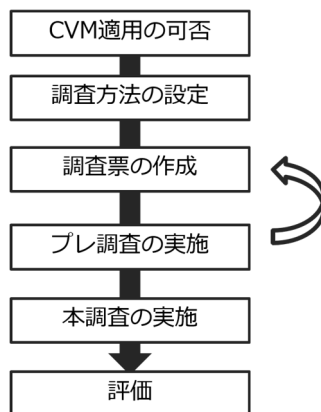 CVM適用の可否
調査方法の設定
調査票の作成
プレ調査の実施
本調査の実施
評価